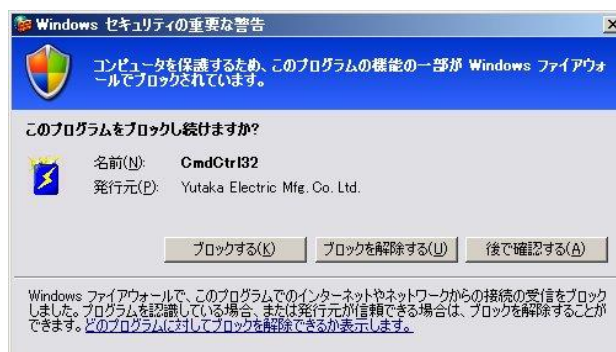 Windows セキュリティの重要な警告
コンピュータを保護するため、このプログラムの機能の一部が Windows ファイアウォ
ールでブロックされています。
このプログラムをブロックし続けますか?
名前(N): CmdCtrl32
発行元(P): Yutaka Electric Mfg. Co. Ltd.
ブロックする(K) ブロックを解除する(U) 後で確認する(A)
Windows ファイアウォールで、このプログラムでのインターネットやネットワークからの接続の受信をブロック
しました。プログラムを認識している場合、または発行元が信頼できる場合は、ブロックを解除することが
できます。どのプログラムに対してブロックを解除できるか表示します。